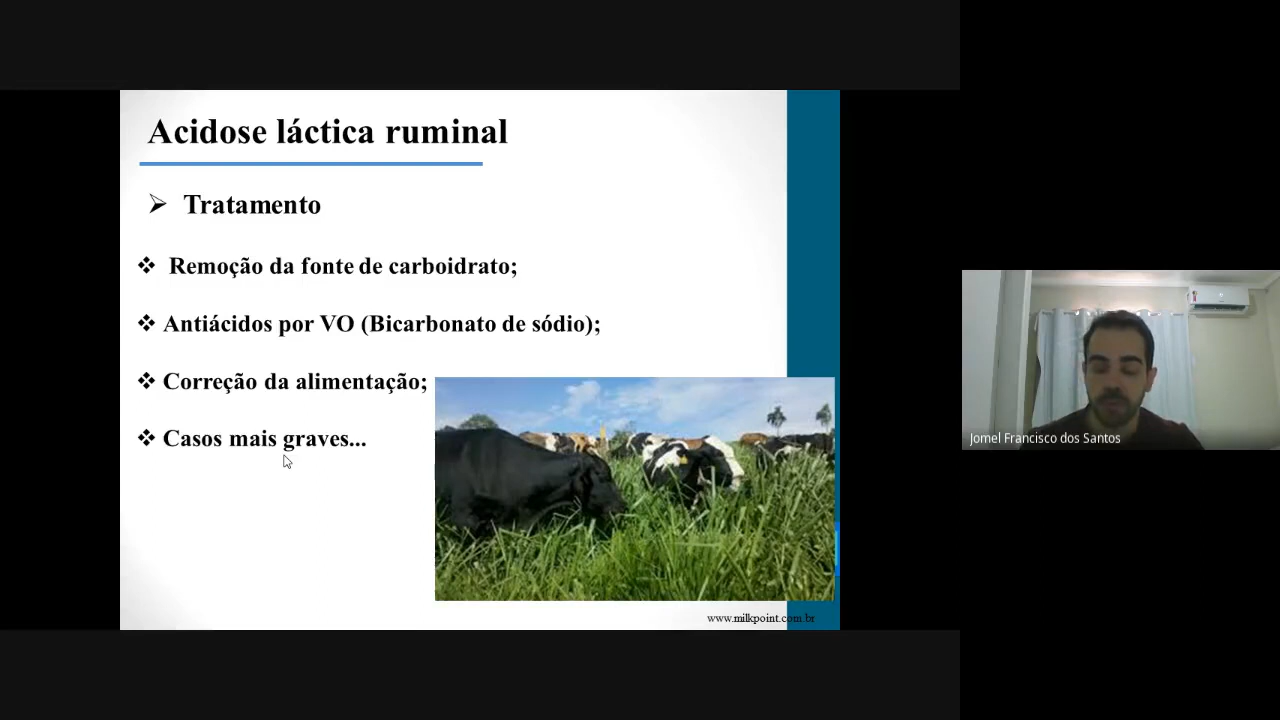 Acidose láctica ruminal
Tratamento
Remoção da fonte de carboidrato;
Antiácidos por VO (Bicarbonato de sódio);
Correção da alimentação;
Casos mais graves...
www.milkpoint.com.br
Jomel Francisco dos Santos